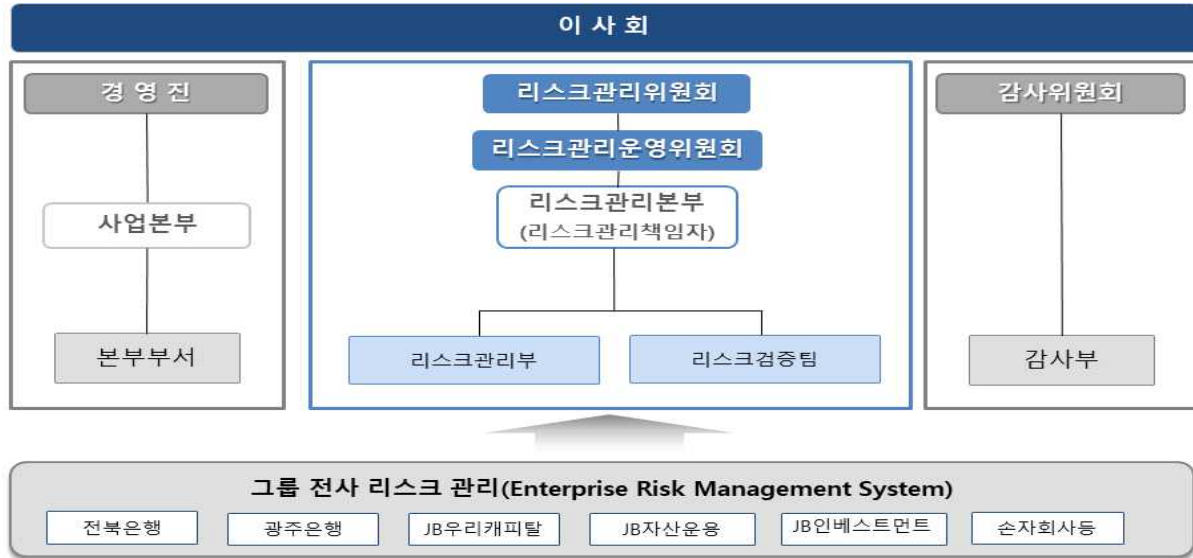 이 사 회
경 영 진
사업본부
본부부서
리스크관리위원회
리스크관리운영위원회
리스크관리본부
(리스크관리책임자)
리스크관리부
리스크검증팀
감사위원회
감사부
그룹 전사 리스크 관리(Enterprise Risk Management System)
전북은행
광주은행
JB우리캐피탈
JB자산운용
JB인베스트먼트
손자회사등